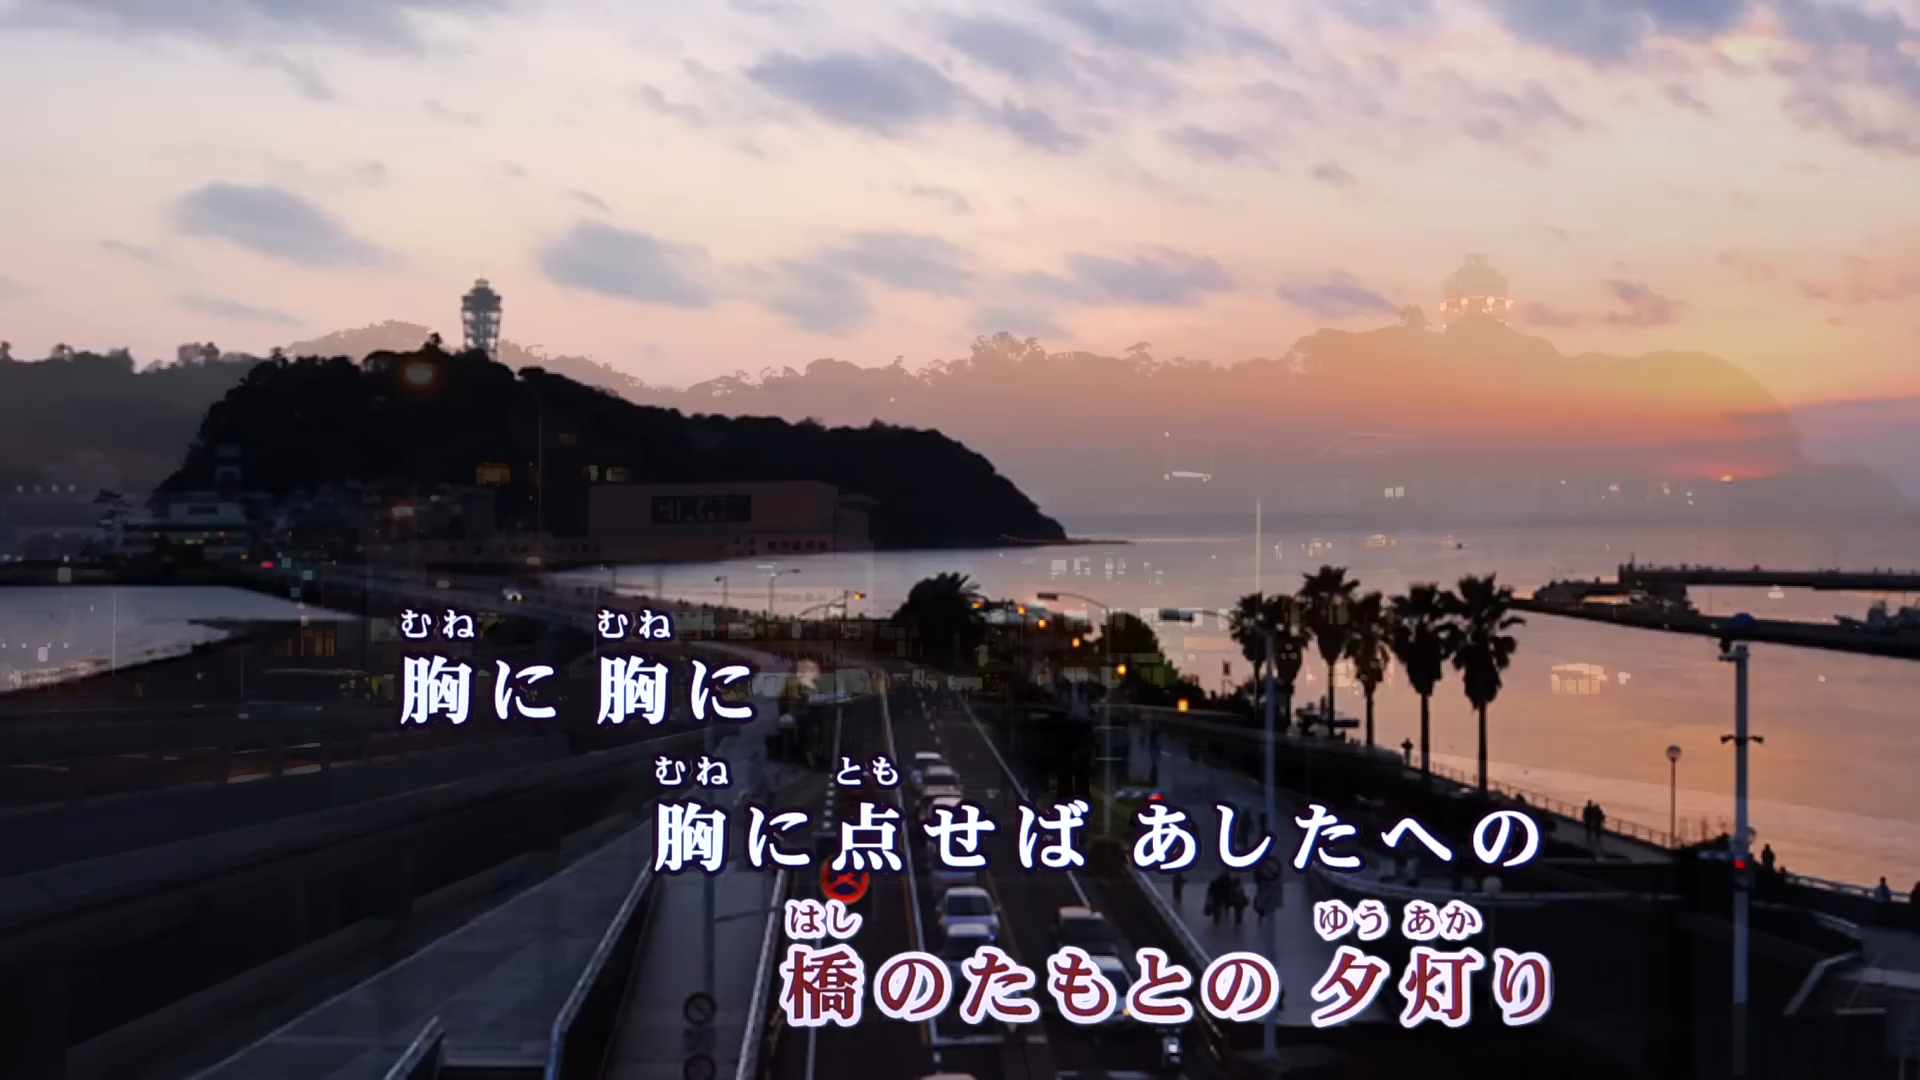 むね むね
胸に 胸に
むね とも
胸に点せば あしたへの
はし ゆう あか
橋のたもとの 夕灯り